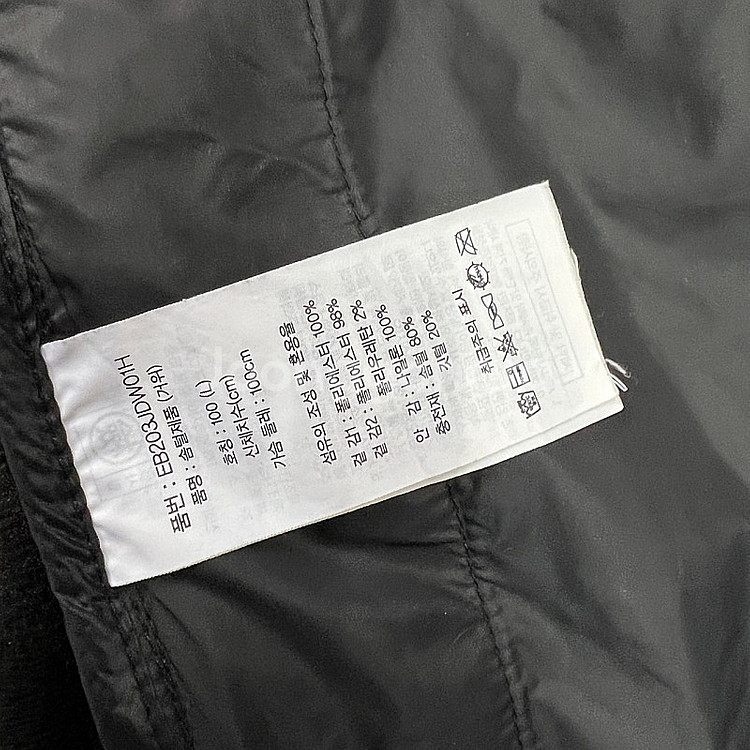 품번 : EB203JDW01H
품명 : 솜털제품 (거위)
호칭 : 100 (L)
신체치수(cm)
가슴 둘레 : 100cm
섬유의 조성 및 혼용율
겉 감1 : 폴리에스터 100%
겉 감2 : 폴리에스터 98%
폴리우레탄 2%
안 감 : 나일론 100%
충전재 : 솜털 80%
깃털 20%
취급주의 표시